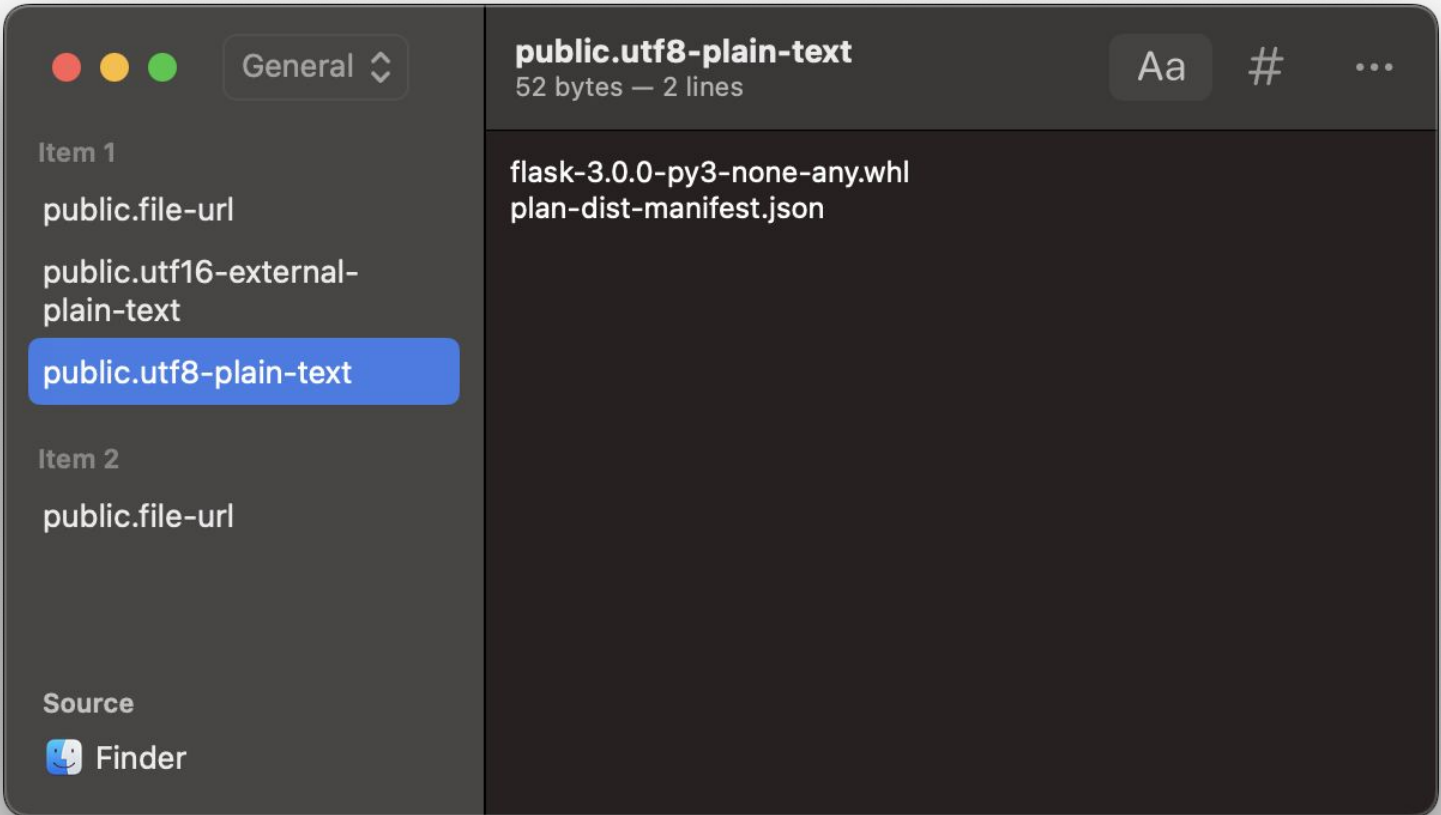 General
Item 1
public.file-url
public.utf16-external-
plain-text
public.utf8-plain-text
Item 2
public.file-url
Source
Finder
public.utf8-plain-text
52 bytes — 2 lines
Aa
#
flask-3.0.0-py3-none-any.whl
plan-dist-manifest.json